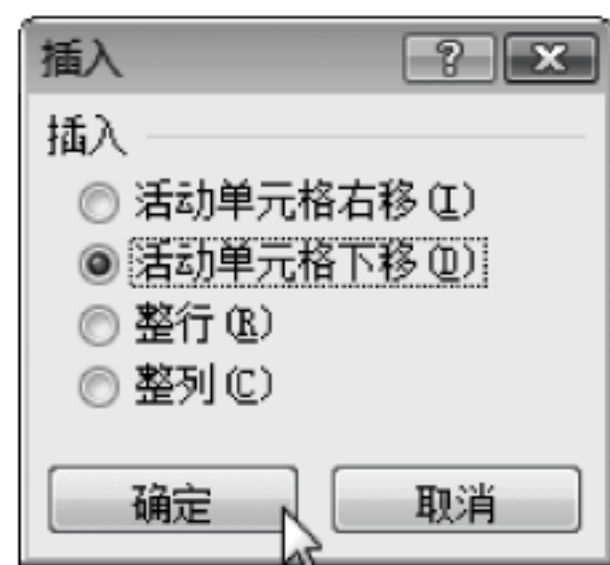 插入
插入
活动单元格右移(I)
活动单元格下移(D)
整行(R)
整列(C)
确定 取消